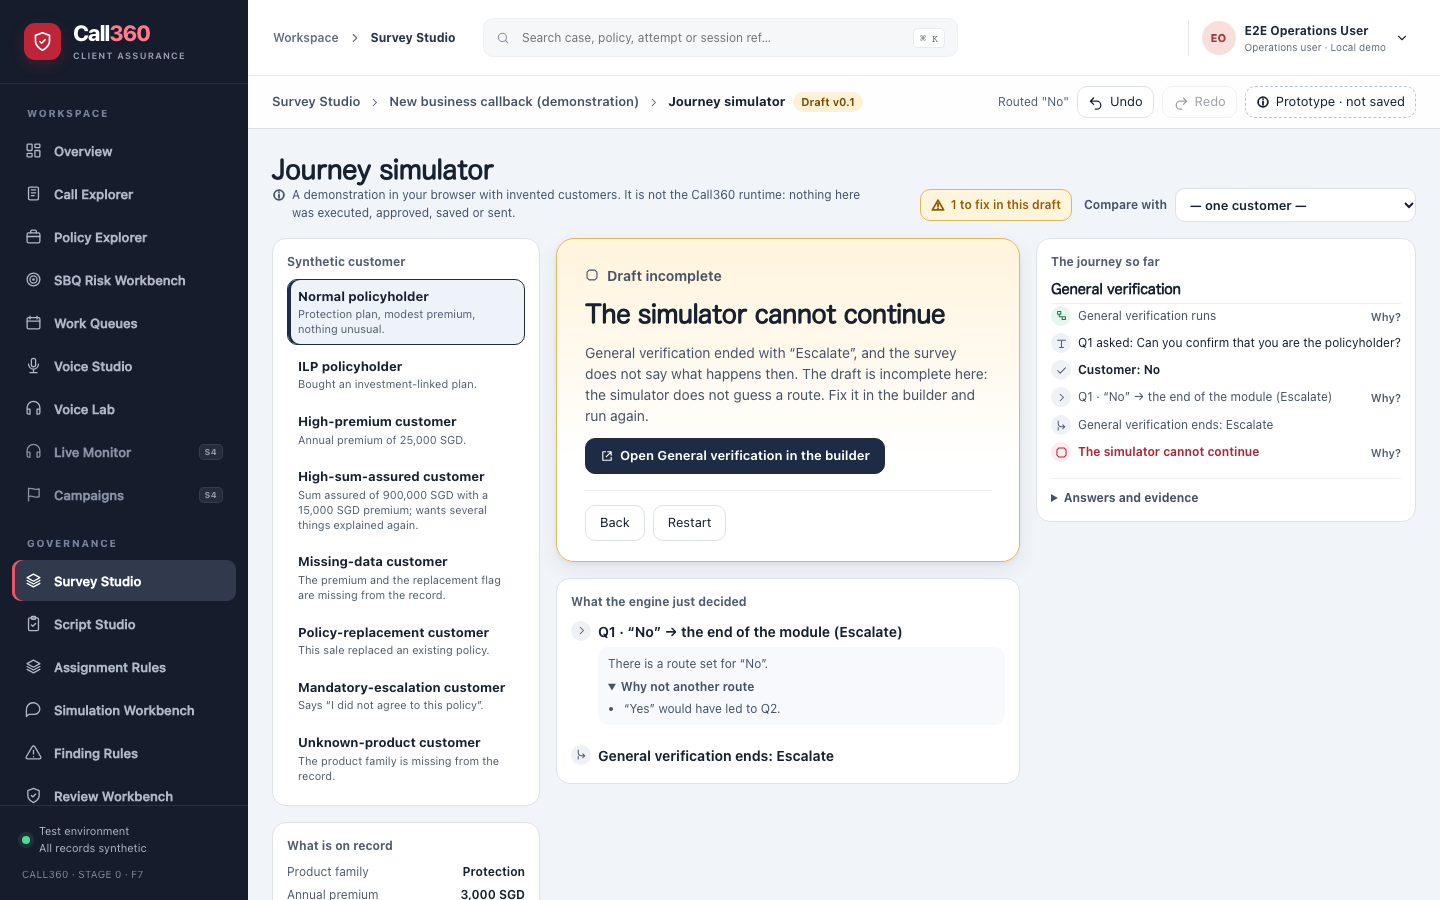 Call360
CLIENT ASSURANCE
WORKSPACE
Overview
Call Explorer
Policy Explorer
SBQ Risk Workbench
Work Queues
Voice Studio
Voice Lab
Live Monitor S4
Campaigns S4
GOVERNANCE
Survey Studio
Script Studio
Assignment Rules
Simulation Workbench
Finding Rules
Review Workbench
Test environment
All records synthetic
CALL360 · STAGE 0 · F7
Workspace > Survey Studio
Search case, policy, attempt or session ref...
⌘ K
EO
E2E Operations User
Operations user · Local demo
Survey Studio > New business callback (demonstration) > Journey simulator Draft v0.1
Routed "No"
Undo
Redo
Prototype · not saved
Journey simulator
A demonstration in your browser with invented customers. It is not the Call360 runtime: nothing here
was executed, approved, saved or sent.
1 to fix in this draft
Compare with
— one customer —
Synthetic customer
Normal policyholder
Protection plan, modest premium,
nothing unusual.
ILP policyholder
Bought an investment-linked plan.
High-premium customer
Annual premium of 25,000 SGD.
High-sum-assured customer
Sum assured of 900,000 SGD with a
15,000 SGD premium; wants several
things explained again.
Missing-data customer
The premium and the replacement flag
are missing from the record.
Policy-replacement customer
This sale replaced an existing policy.
Mandatory-escalation customer
Says “I did not agree to this policy”.
Unknown-product customer
The product family is missing from the
record.
What is on record
Product family Protection
Annual premium 3,000 SGD
Draft incomplete
The simulator cannot continue
General verification ended with “Escalate”, and the survey
does not say what happens then. The draft is incomplete here:
the simulator does not guess a route. Fix it in the builder and
run again.
Open General verification in the builder
Back
Restart
What the engine just decided
Q1 · “No” → the end of the module (Escalate)
There is a route set for “No”.
▼ Why not another route
• “Yes” would have led to Q2.
General verification ends: Escalate
The journey so far
General verification
General verification runs Why?
Q1 asked: Can you confirm that you are the policyholder?
Customer: No
Q1 · “No” → the end of the module (Escalate) Why?
General verification ends: Escalate
The simulator cannot continue Why?
▶ Answers and evidence